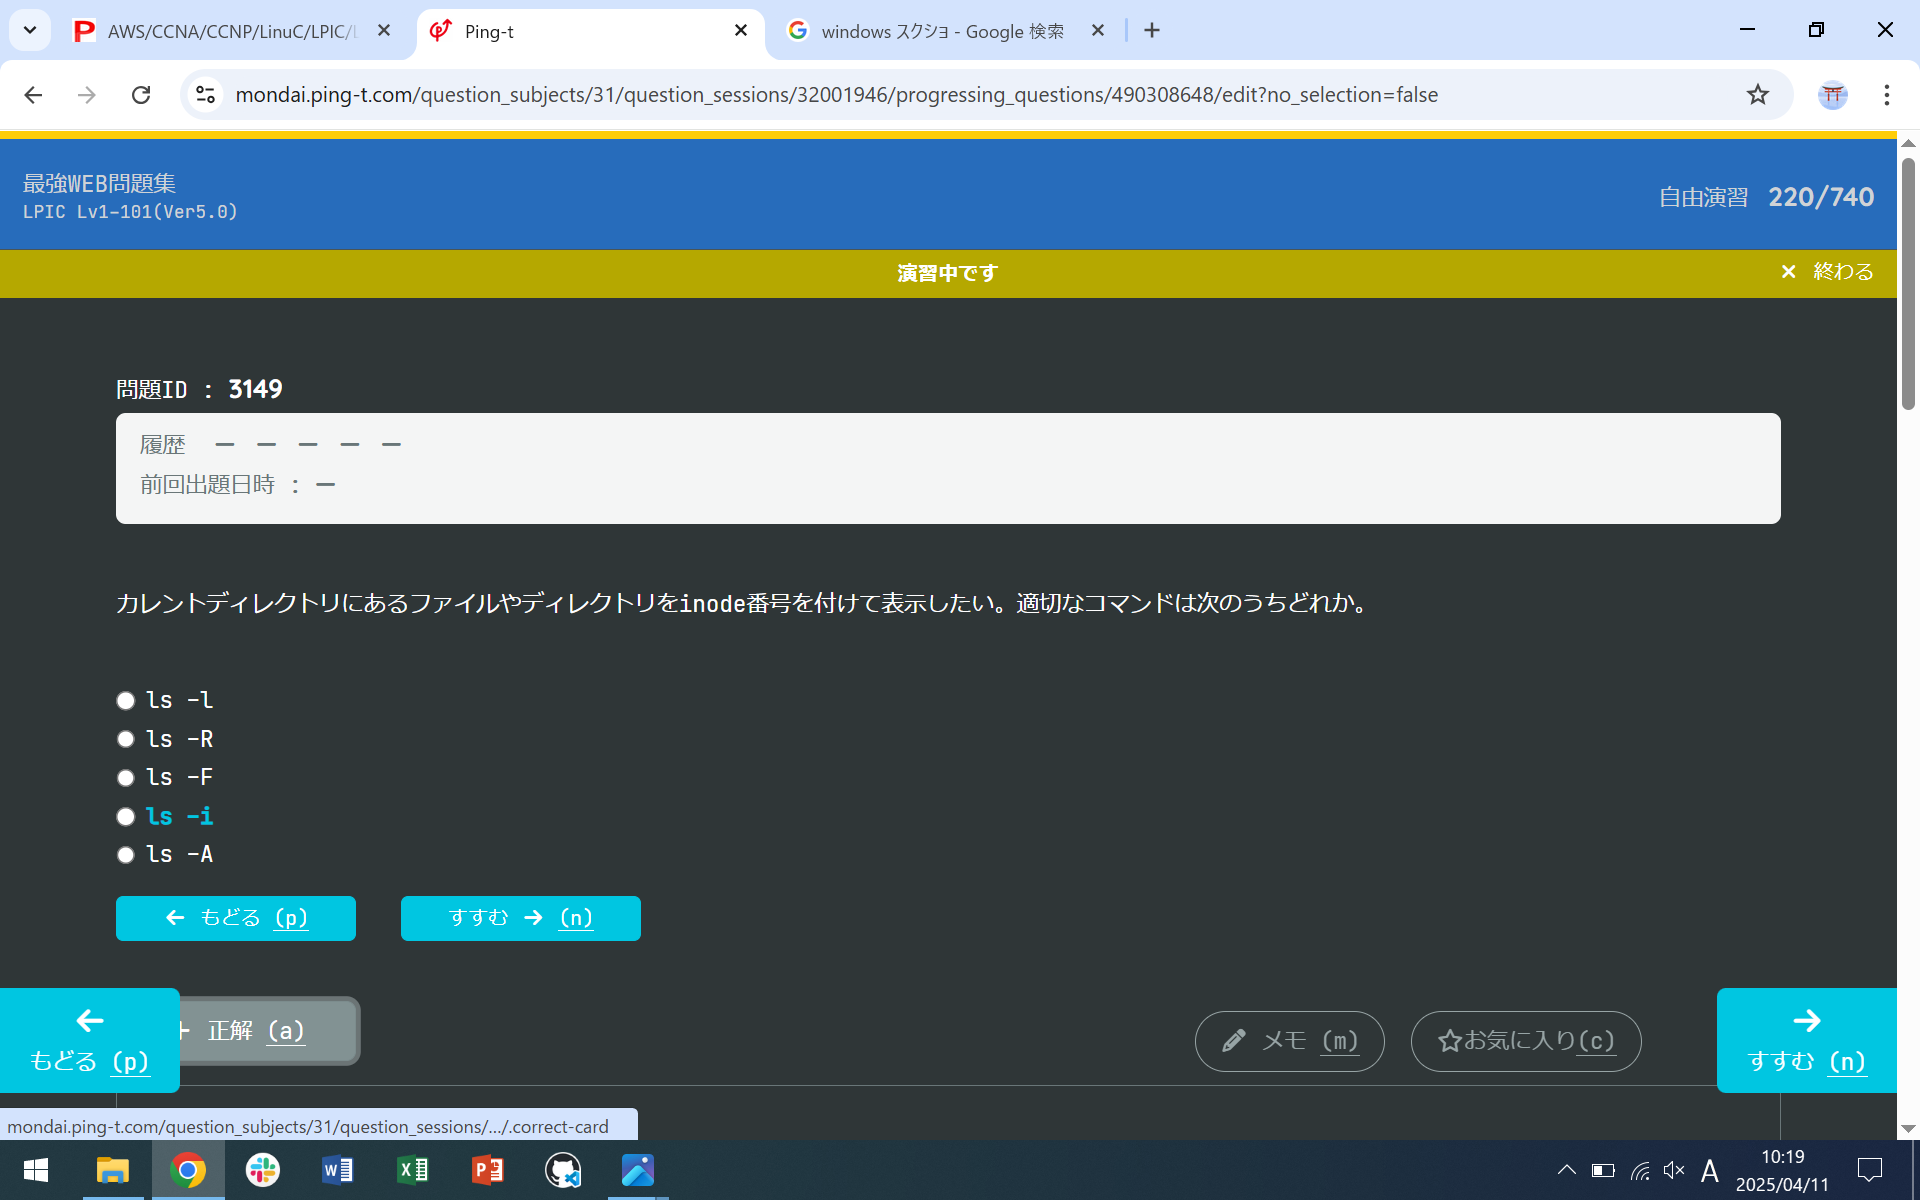 AWS/CCNA/CCNP/LinuC/LPIC/
Ping-t
windows スクショ - Google 検索
mondai.ping-t.com/question_subjects/31/question_sessions/32001946/progressing_questions/490308648/edit?no_selection=false
最強WEB問題集
LPIC Lv1-101(Ver5.0)
自由演習 220/740
演習中です
× 終わる
問題ID : 3149
履歴 ー ー ー ー ー
前回出題日時 : ー
カレントディレクトリにあるファイルやディレクトリをinode番号を付けて表示したい。適切なコマンドは次のうちどれか。
ls -l
ls -R
ls -F
ls -i
ls -A
← もどる (p)
すすむ → (n)
+ 正解 (a)
メモ (m)
☆お気に入り(c)
←
もどる (p)
→
すすむ (n)
mondai.ping-t.com/question_subjects/31/question_sessions/.../.correct-card
A
10:19
2025/04/11